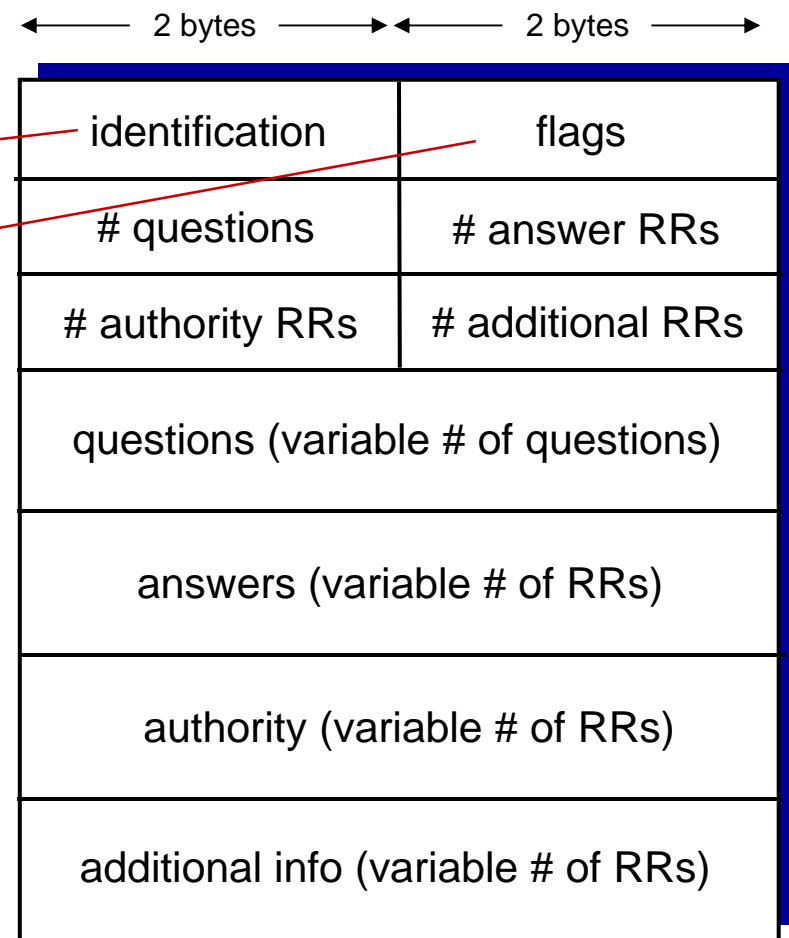 2 bytes 2 bytes
identification flags
# questions # answer RRs
# authority RRs # additional RRs
questions (variable # of questions)
answers (variable # of RRs)
authority (variable # of RRs)
additional info (variable # of RRs)